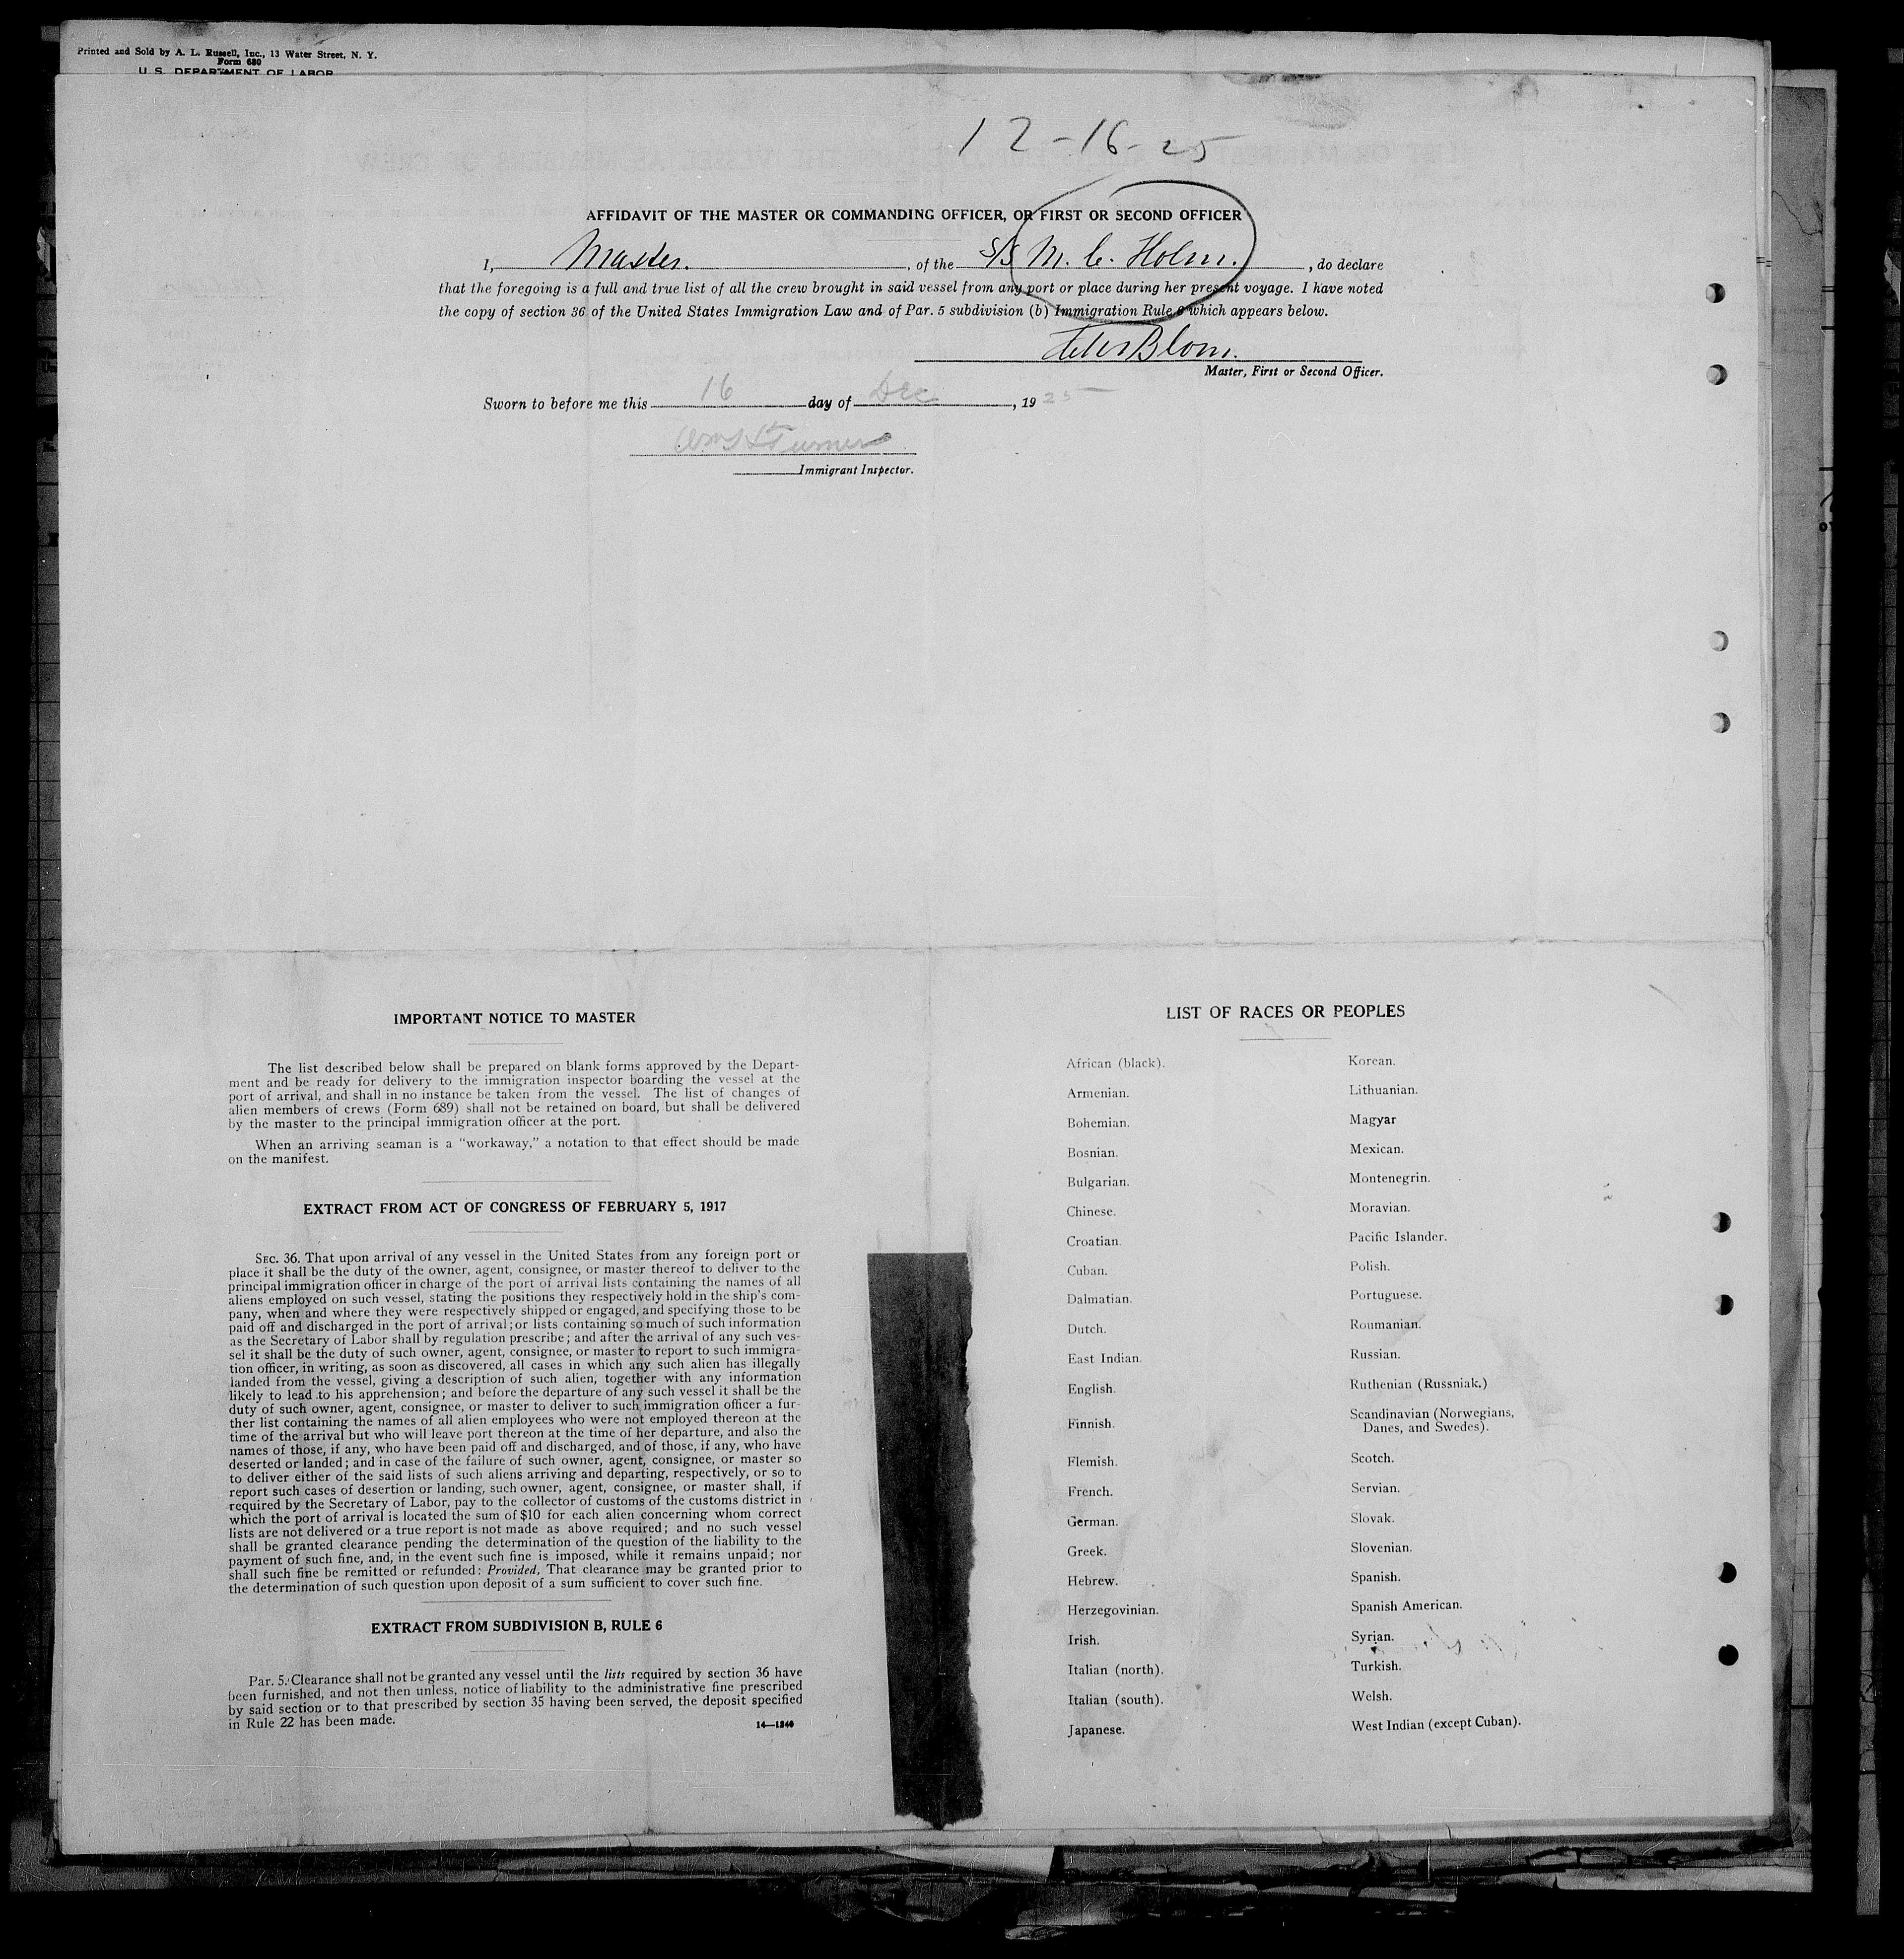 Printed and Sold by A. L. Russell, Inc., 13 Water Street, N. Y.
Form 680
U. S. DEPARTMENT OF LABOR
12-16-25
AFFIDAVIT OF THE MASTER OR COMMANDING OFFICER, OR FIRST OR SECOND OFFICER
I, Master. , of the S/S M. C. Holm. , do declare
that the foregoing is a full and true list of all the crew brought in said vessel from any port or place during her present voyage. I have noted
the copy of section 36 of the United States Immigration Law and of Par. 5 subdivision (b) Immigration Rule 6 which appears below.
Blom.
Master, First or Second Officer.
Sworn to before me this 16 day of Dec , 19 25
Turner
Immigrant Inspector.
IMPORTANT NOTICE TO MASTER
The list described below shall be prepared on blank forms approved by the Depart-
ment and be ready for delivery to the immigration inspector boarding the vessel at the
port of arrival, and shall in no instance be taken from the vessel. The list of changes of
alien members of crews (Form 689) shall not be retained on board, but shall be delivered
by the master to the principal immigration officer at the port.
When an arriving seaman is a "workaway," a notation to that effect should be made
on the manifest.
EXTRACT FROM ACT OF CONGRESS OF FEBRUARY 5, 1917
SEC. 36. That upon arrival of any vessel in the United States from any foreign port or
place it shall be the duty of the owner, agent, consignee, or master thereof to deliver to the
principal immigration officer in charge of the port of arrival lists containing the names of all
aliens employed on such vessel, stating the positions they respectively hold in the ship's com-
pany, when and where they were respectively shipped or engaged, and specifying those to be
paid off and discharged in the port of arrival; or lists containing so much of such information
as the Secretary of Labor shall by regulation prescribe; and after the arrival of any such ves-
sel it shall be the duty of such owner, agent, consignee, or master to report to such immigra-
tion officer, in writing, as soon as discovered, all cases in which any such alien has illegally
landed from the vessel, giving a description of such alien, together with any information
likely to lead to his apprehension; and before the departure of any such vessel it shall be the
duty of such owner, agent, consignee, or master to deliver to such immigration officer a fur-
ther list containing the names of all alien employees who were not employed thereon at the
time of the arrival but who will leave port thereon at the time of her departure, and also the
names of those, if any, who have been paid off and discharged, and of those, if any, who have
deserted or landed; and in case of the failure of such owner, agent, consignee, or master so
to deliver either of the said lists of such aliens arriving and departing, respectively, or so to
report such cases of desertion or landing, such owner, agent, consignee, or master shall, if
required by the Secretary of Labor, pay to the collector of customs of the customs district in
which the port of arrival is located the sum of $10 for each alien concerning whom correct
lists are not delivered or a true report is not made as above required; and no such vessel
shall be granted clearance pending the determination of the question of the liability to the
payment of such fine, and, in the event such fine is imposed, while it remains unpaid; nor
shall such fine be remitted or refunded: Provided, That clearance may be granted prior to
the determination of such question upon deposit of a sum sufficient to cover such fine.
EXTRACT FROM SUBDIVISION B, RULE 6
Par. 5. Clearance shall not be granted any vessel until the lists required by section 36 have
been furnished, and not then unless, notice of liability to the administrative fine prescribed
by said section or to that prescribed by section 35 having been served, the deposit specified
in Rule 22 has been made.
14—1240
LIST OF RACES OR PEOPLES
African (black).
Armenian.
Bohemian.
Bosnian.
Bulgarian.
Chinese.
Croatian.
Cuban.
Dalmatian.
Dutch.
East Indian.
English.
Finnish.
Flemish.
French.
German.
Greek.
Hebrew.
Herzegovinian.
Irish.
Italian (north).
Italian (south).
Japanese.
Korean.
Lithuanian.
Magyar
Mexican.
Montenegrin.
Moravian.
Pacific Islander.
Polish.
Portuguese.
Roumanian.
Russian.
Ruthenian (Russniak.)
Scandinavian (Norwegians,
Danes, and Swedes).
Scotch.
Servian.
Slovak.
Slovenian.
Spanish.
Spanish American.
Syrian.
Turkish.
Welsh.
West Indian (except Cuban).